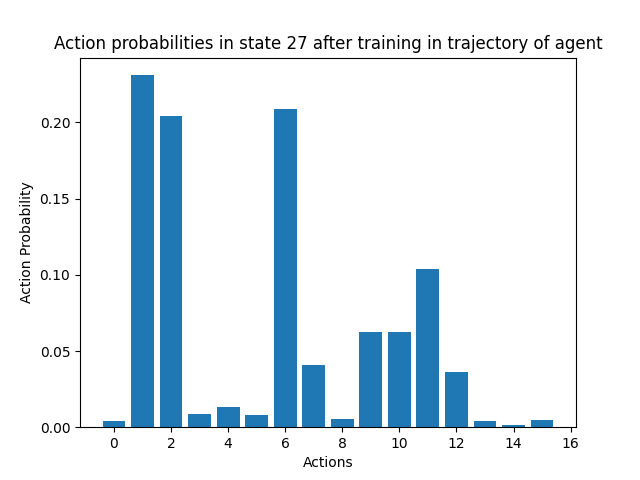 Action probabilities in state 27 after training in trajectory of agent
Action Probability
0.20
0.15
0.10
0.05
0.00
0 2 4 6 8 10 12 14 16
Actions